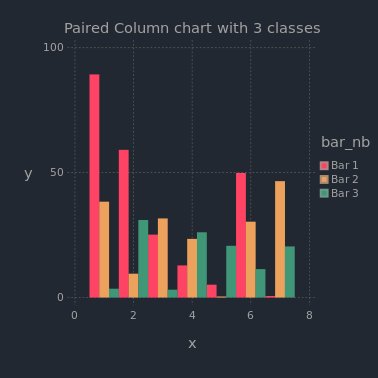 Paired Column chart with 3 classes
100
50
0
y
0 2 4 6 8
x
bar_nb
Bar 1
Bar 2
Bar 3